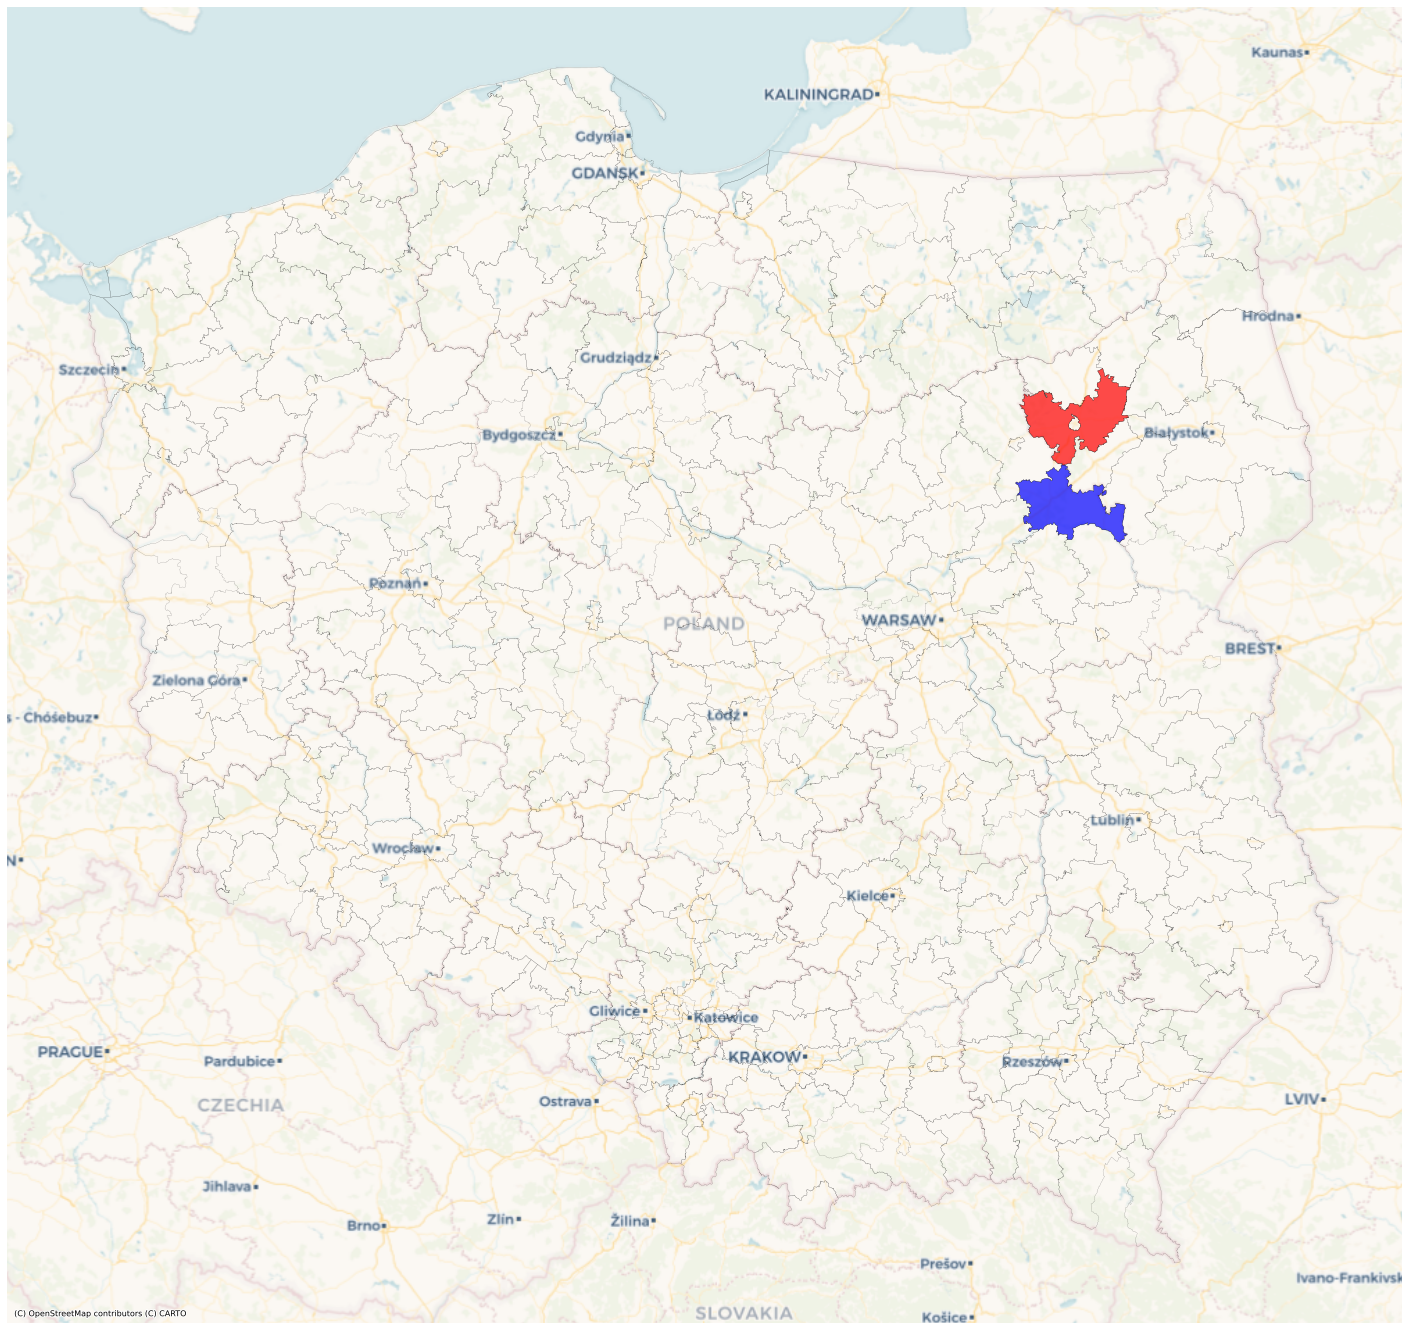 Kaunas
KALININGRAD
Gdynia
GDANSK
Hrodna
Grudziądz
Szczecin
Bydgoszcz
Białystok
Poznań
POLAND
WARSAW
BREST
Zielona Góra
s - Chóśebuz
Łódź
Lublin
Wrocław
N
Kielce
Gliwice
Katowice
PRAGUE
Pardubice
KRAKOW
Rzeszów
Ostrava
CZECHIA
LVIV
Jihlava
Zlín
Žilina
Brno
Prešov
Ivano-Frankivsk
(C) OpenStreetMap contributors (C) CARTO
SLOVAKIA
Košice